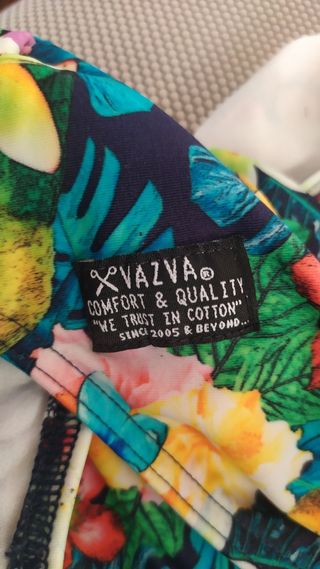 VAZVA®
COMFORT & QUALITY
"WE TRUST IN COTTON"
SINCE 2005 & BEYOND...